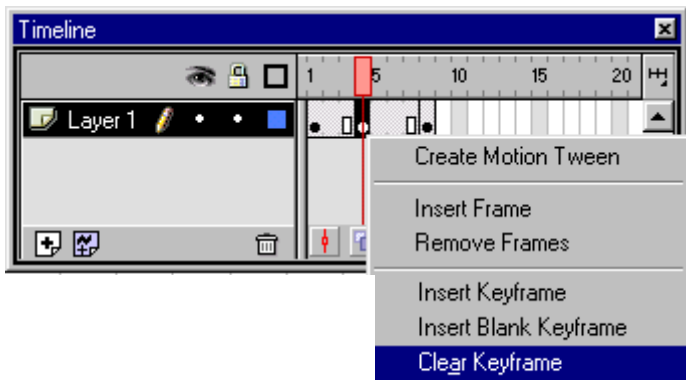 Timeline
1 5 10 15 20
Layer 1
Create Motion Tween
Insert Frame
Remove Frames
Insert Keyframe
Insert Blank Keyframe
Clear Keyframe